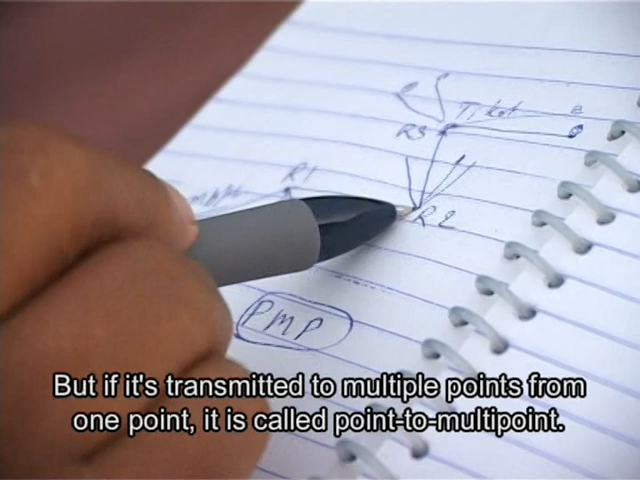 B
Tikot
R3
R1
R2
PMP
But if it's transmitted to multiple points from
one point, it is called point-to-multipoint.